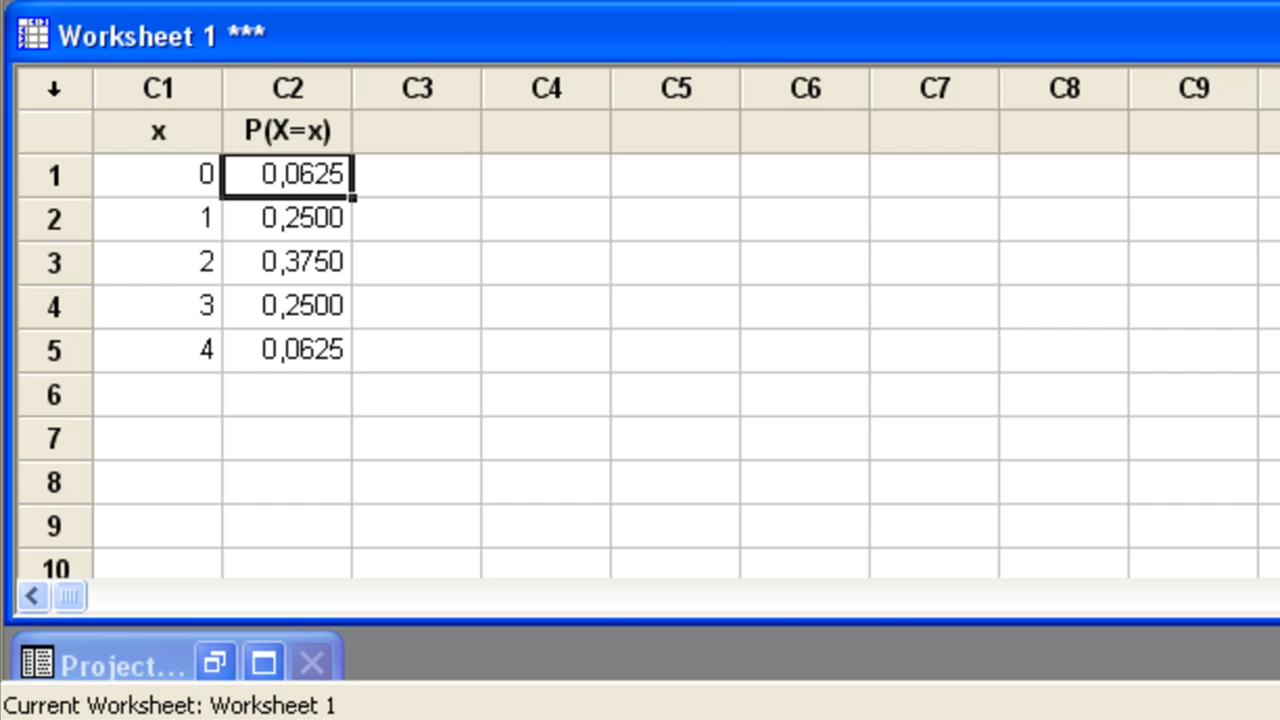 Worksheet 1 ***
↓ C1 C2 C3 C4 C5 C6 C7 C8 C9
x P(X=x)
1 0 0,0625
2 1 0,2500
3 2 0,3750
4 3 0,2500
5 4 0,0625
6
7
8
9
10
Project...
Current Worksheet: Worksheet 1